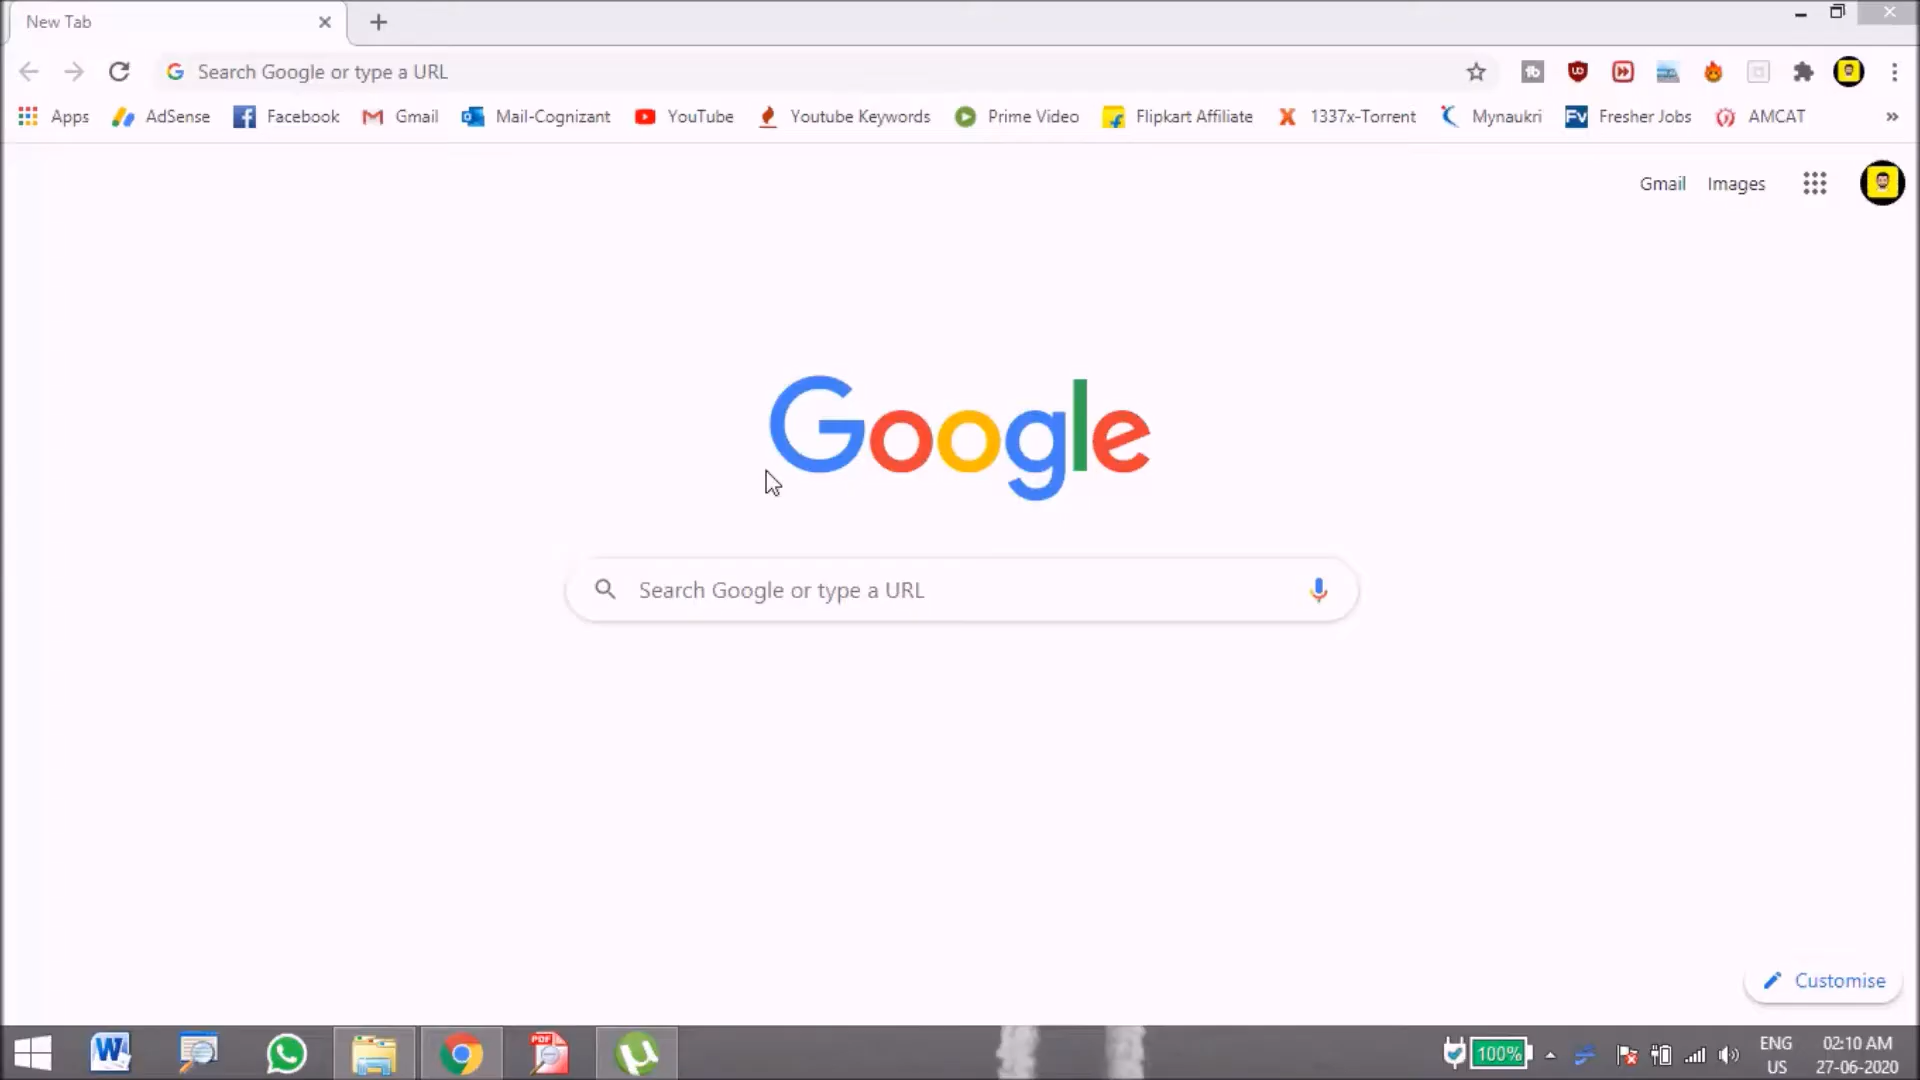 New Tab
Search Google or type a URL
Apps AdSense Facebook Gmail Mail-Cognizant YouTube Youtube Keywords Prime Video Flipkart Affiliate 1337x-Torrent Mynaukri Fresher Jobs AMCAT »
Gmail Images
Google
Search Google or type a URL
Customise
100% ENG 02:10 AM
US 27-06-2020